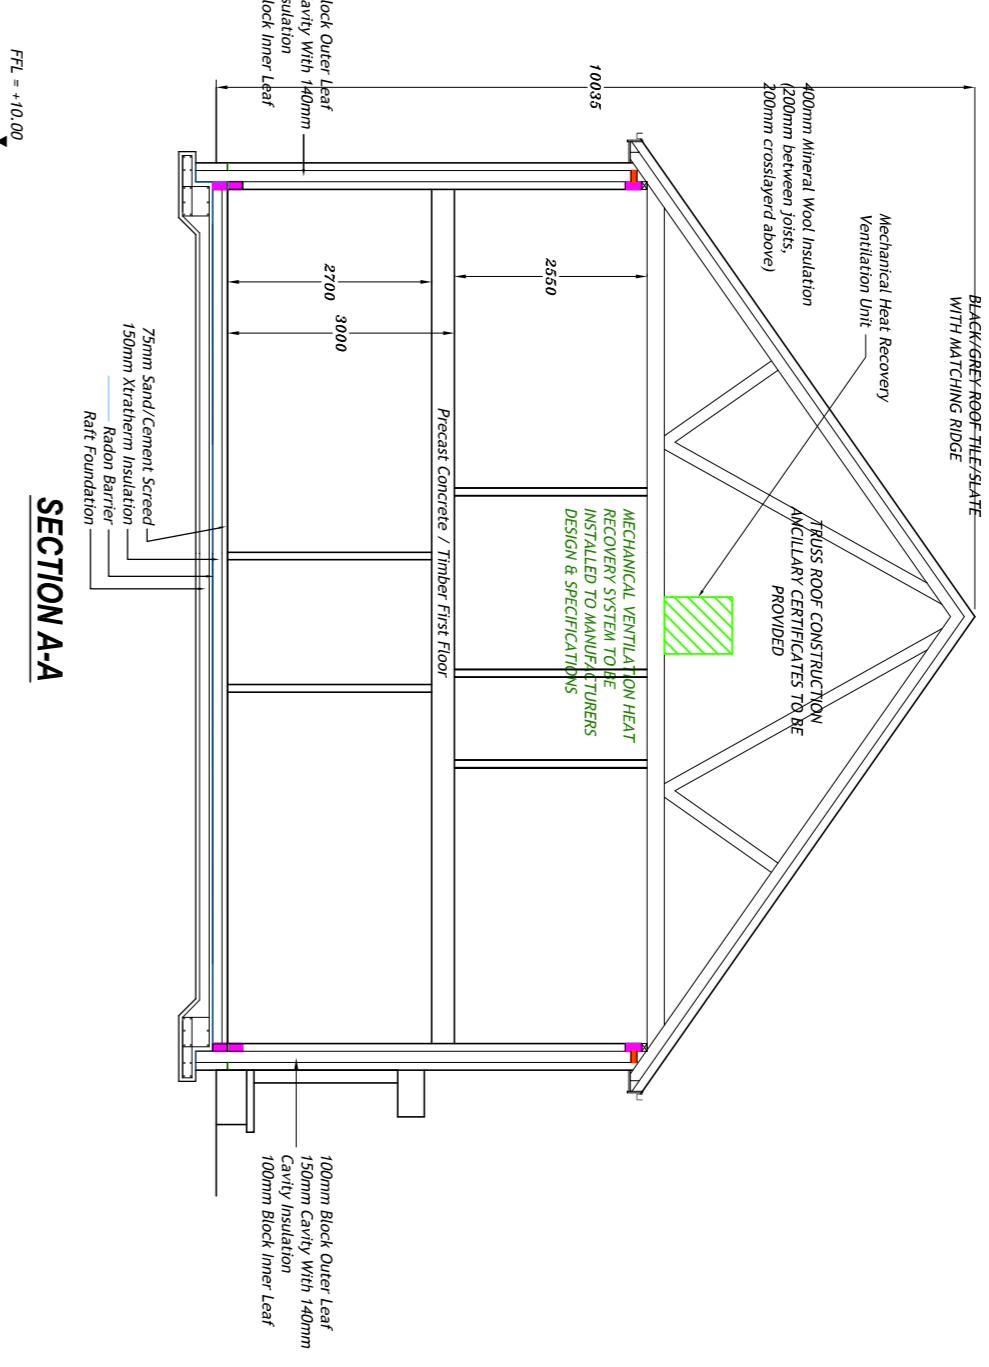 BLACK/GREY ROOF TILE/SLATE
WITH MATCHING RIDGE
10035
400mm Mineral Wool Insulation
(200mm between joists,
200mm crosslayerd above)
Mechanical Heat Recovery
Ventilation Unit
TRUSS ROOF CONSTRUCTION
ANCILLARY CERTIFICATES TO BE
PROVIDED
MECHANICAL VENTILATION HEAT
RECOVERY SYSTEM TO BE
INSTALLED TO MANUFACTURERS
DESIGN & SPECIFICATIONS
2550
Precast Concrete / Timber First Floor
2700
3000
lock Outer Leaf
avity With 140mm
sulation
lock Inner Leaf
100mm Block Outer Leaf
150mm Cavity With 140mm
Cavity Insulation
100mm Block Inner Leaf
75mm Sand/Cement Screed
150mm Xtratherm Insulation
Radon Barrier
Raft Foundation
SECTION A-A
FFL = +10.00